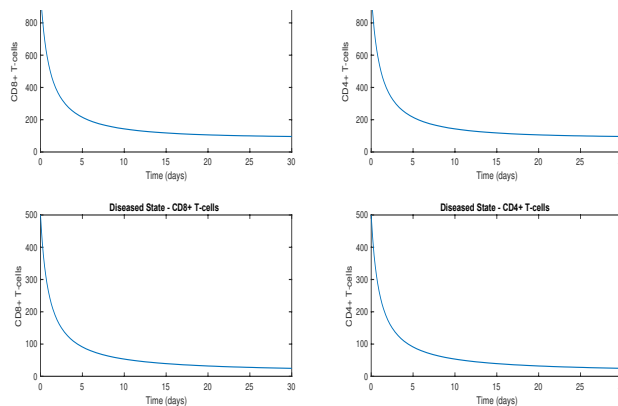 800
600
400
200
0
CD8+ T-cells
0 5 10 15 20 25 30
Time (days)
800
600
400
200
0
CD4+ T-cells
0 5 10 15 20 25
Time (days)
Diseased State - CD8+ T-cells
500
400
300
200
100
0
CD8+ T-cells
0 5 10 15 20 25 30
Time (days)
Diseased State - CD4+ T-cells
500
400
300
200
100
0
CD4+ T-cells
0 5 10 15 20 25
Time (days)